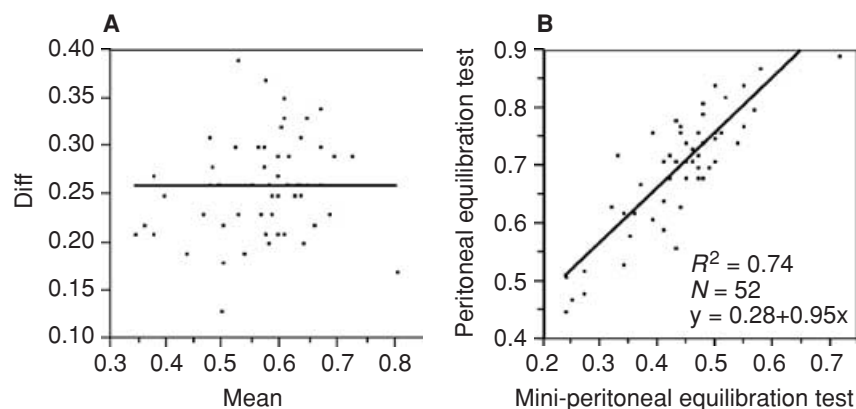 A
0.40
0.35
0.30
0.25
0.20
0.15
0.10
Diff
0.3 0.4 0.5 0.6 0.7 0.8
Mean
B
0.9
0.8
0.7
0.6
0.5
0.4
Peritoneal equilibration test
R² = 0.74
N = 52
y = 0.28+0.95x
0.2 0.3 0.4 0.5 0.6 0.7
Mini-peritoneal equilibration test